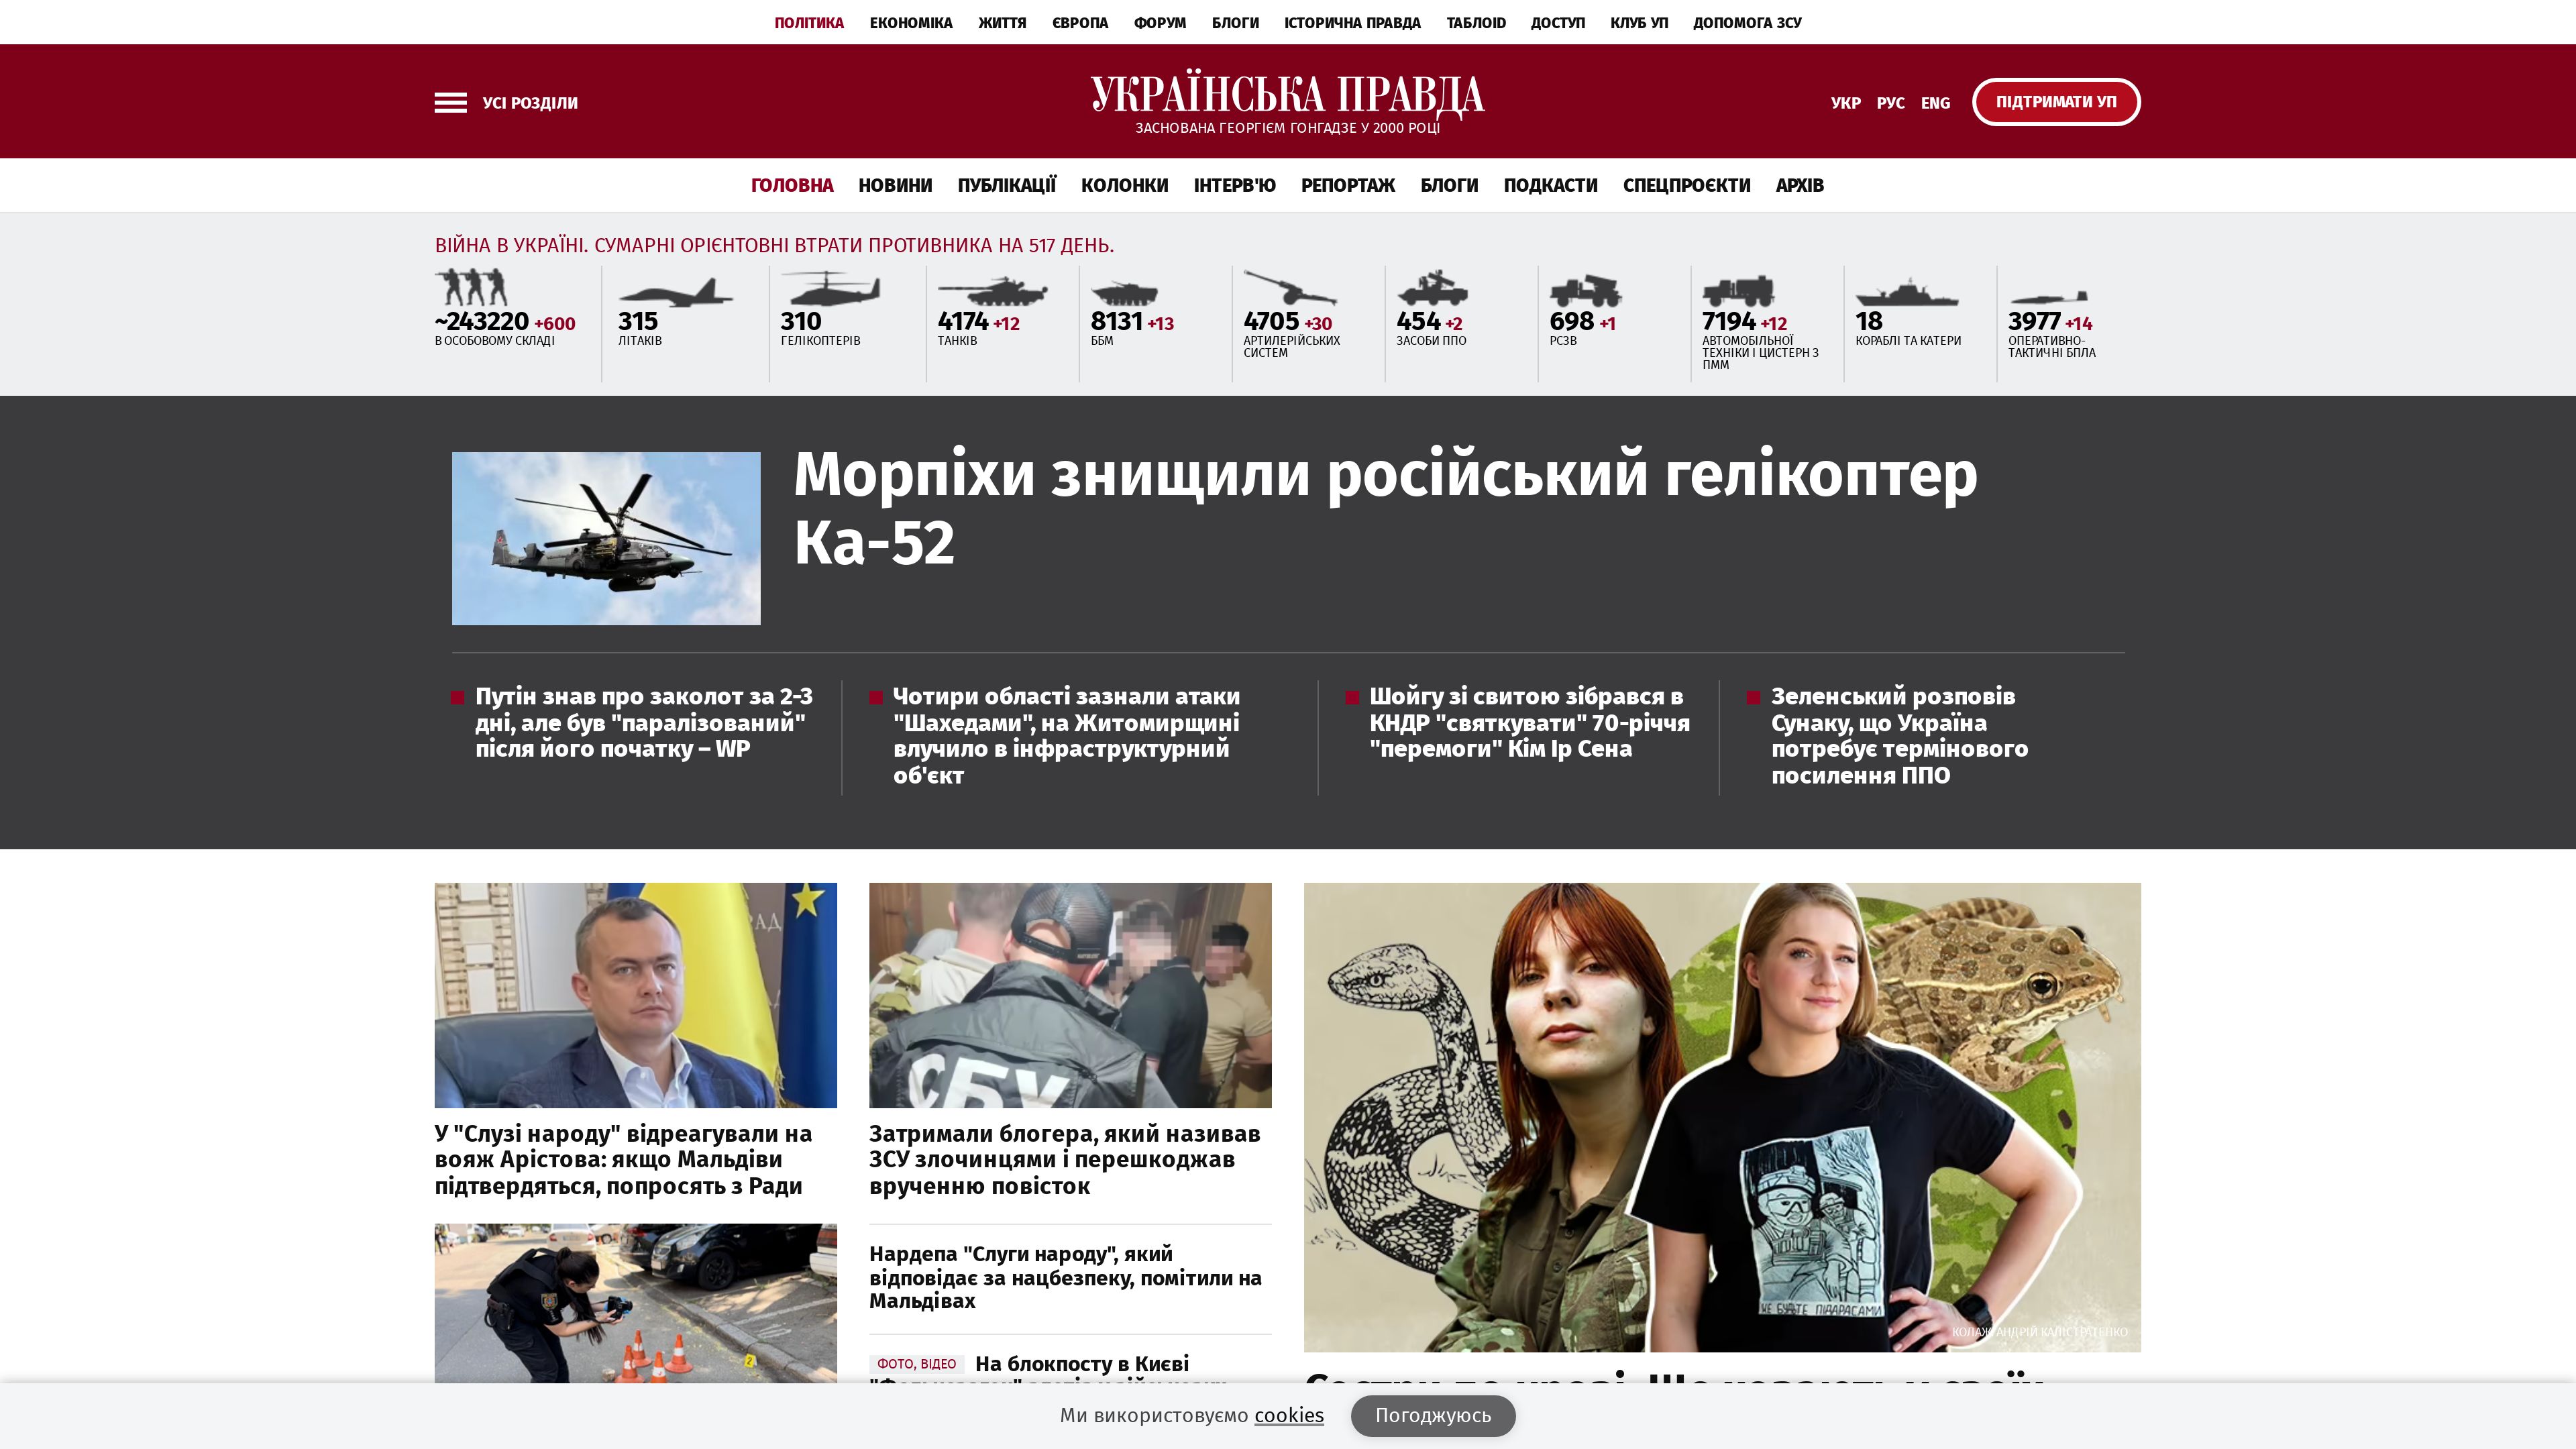 ПОЛІТИКА ЕКОНОМІКА ЖИТТЯ ЄВРОПА ФОРУМ БЛОГИ ІСТОРИЧНА ПРАВДА ТАБЛОID ДОСТУП КЛУБ УП ДОПОМОГА ЗСУ
УСІ РОЗДІЛИ
УКРАЇНСЬКА ПРАВДА
ЗАСНОВАНА ГЕОРГІЄМ ГОНГАДЗЕ У 2000 РОЦІ
УКР РУС ENG ПІДТРИМАТИ УП
ГОЛОВНА НОВИНИ ПУБЛІКАЦІЇ КОЛОНКИ ІНТЕРВ'Ю РЕПОРТАЖ БЛОГИ ПОДКАСТИ СПЕЦПРОЄКТИ АРХІВ
ВІЙНА В УКРАЇНІ. СУМАРНІ ОРІЄНТОВНІ ВТРАТИ ПРОТИВНИКА НА 517 ДЕНЬ.
~243220 +600
В ОСОБОВОМУ СКЛАДІ
315
ЛІТАКІВ
310
ГЕЛІКОПТЕРІВ
4174 +12
ТАНКІВ
8131 +13
ББМ
4705 +30
АРТИЛЕРІЙСЬКИХ
СИСТЕМ
454 +2
ЗАСОБИ ППО
698 +1
РСЗВ
7194 +12
АВТОМОБІЛЬНОЇ
ТЕХНІКИ І ЦИСТЕРН З
ПММ
18
КОРАБЛІ ТА КАТЕРИ
3977 +14
ОПЕРАТИВНО-
ТАКТИЧНІ БПЛА
Морпіхи знищили російський гелікоптер
Ка-52
Путін знав про заколот за 2-3
дні, але був "паралізований"
після його початку – WP
Чотири області зазнали атаки
"Шахедами", на Житомирщині
влучило в інфраструктурний
об'єкт
Шойгу зі свитою зібрався в
КНДР "святкувати" 70-річчя
"перемоги" Кім Ір Сена
Зеленський розповів
Сунаку, що Україна
потребує термінового
посилення ППО
У "Слузі народу" відреагували на
вояж Арістова: якщо Мальдіви
підтвердяться, попросять з Ради
СБУ
Затримали блогера, який називав
ЗСУ злочинцями і перешкоджав
врученню повісток
Нардепа "Слуги народу", який
відповідає за нацбезпеку, помітили на
Мальдівах
ФОТО, ВІДЕО На блокпосту в Києві
НЕ БУДТЕ ПІДАРАСАМИ
КОЛАЖ: АНДРІЙ КАЛІСТРАТЕНКО
Ми використовуємо cookies Погоджуюсь